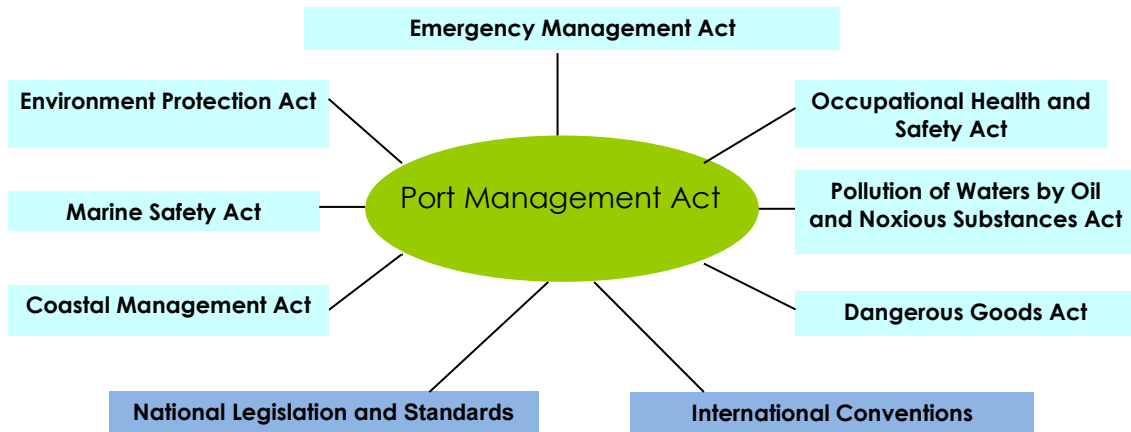 Emergency Management Act
Environment Protection Act
Occupational Health and
Safety Act
Port Management Act
Marine Safety Act
Pollution of Waters by Oil
and Noxious Substances Act
Coastal Management Act
Dangerous Goods Act
National Legislation and Standards
International Conventions